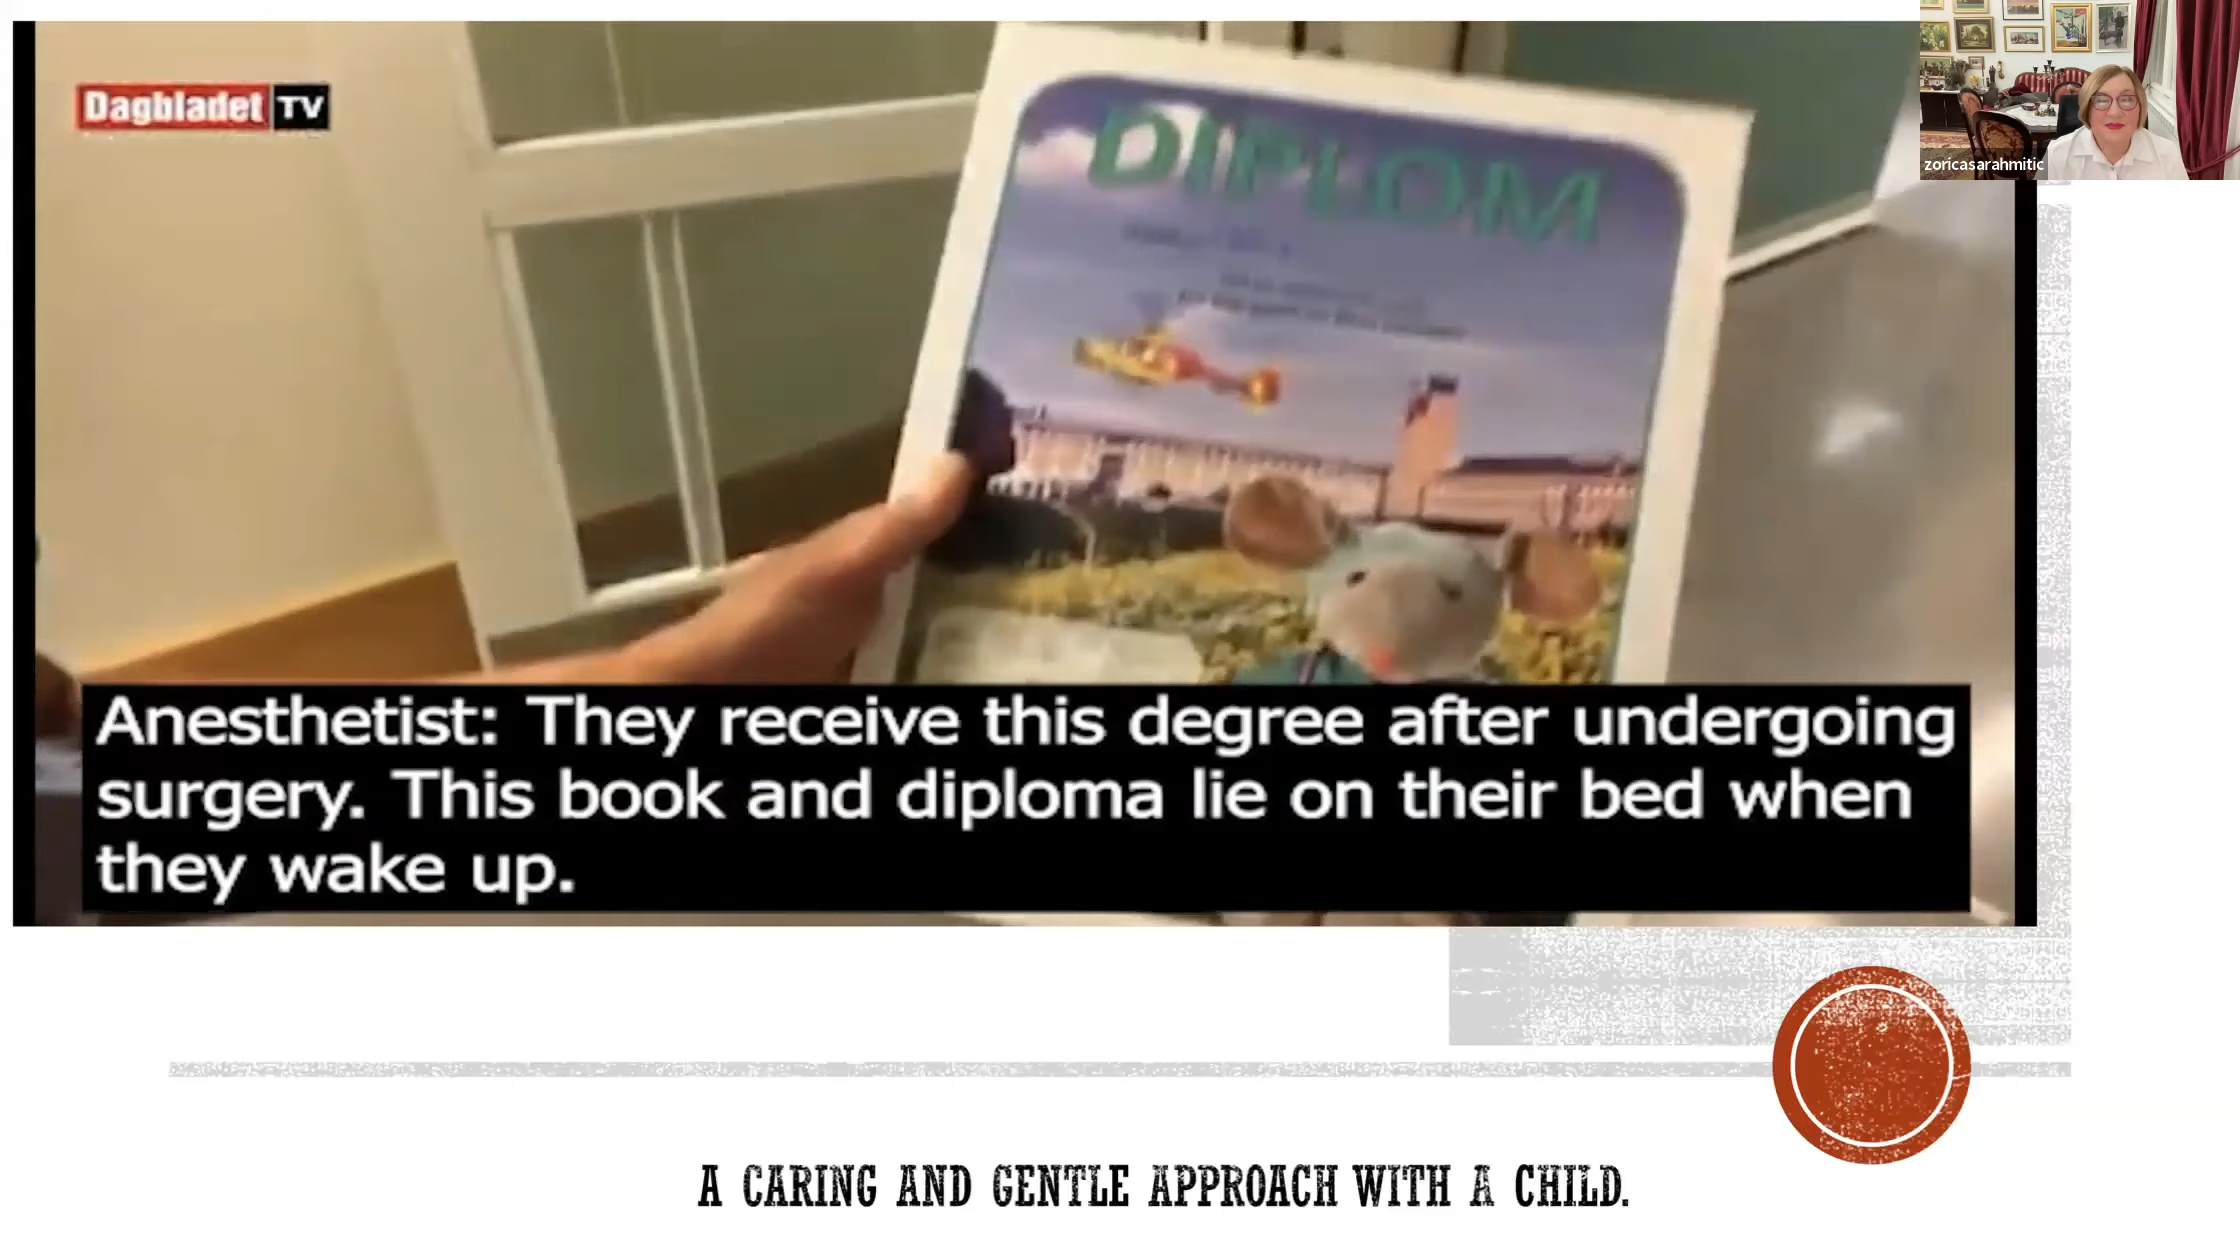 Dagbladet TV
zoricasarahmitic
DIPLOM
Anesthetist: They receive this degree after undergoing
surgery. This book and diploma lie on their bed when
they wake up.
A CARING AND GENTLE APPROACH WITH A CHILD.